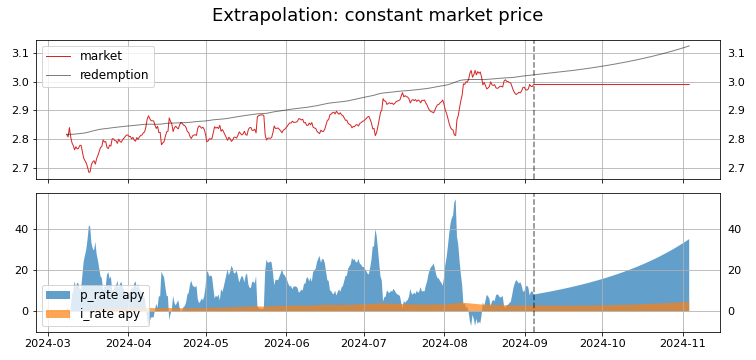 Extrapolation: constant market price
3.1 3.1
3.0 3.0
2.9 2.9
2.8 2.8
2.7 2.7
market
redemption
40 40
20 20
0 0
p_rate apy
r_rate apy
2024-03 2024-04 2024-05 2024-06 2024-07 2024-08 2024-09 2024-10 2024-11